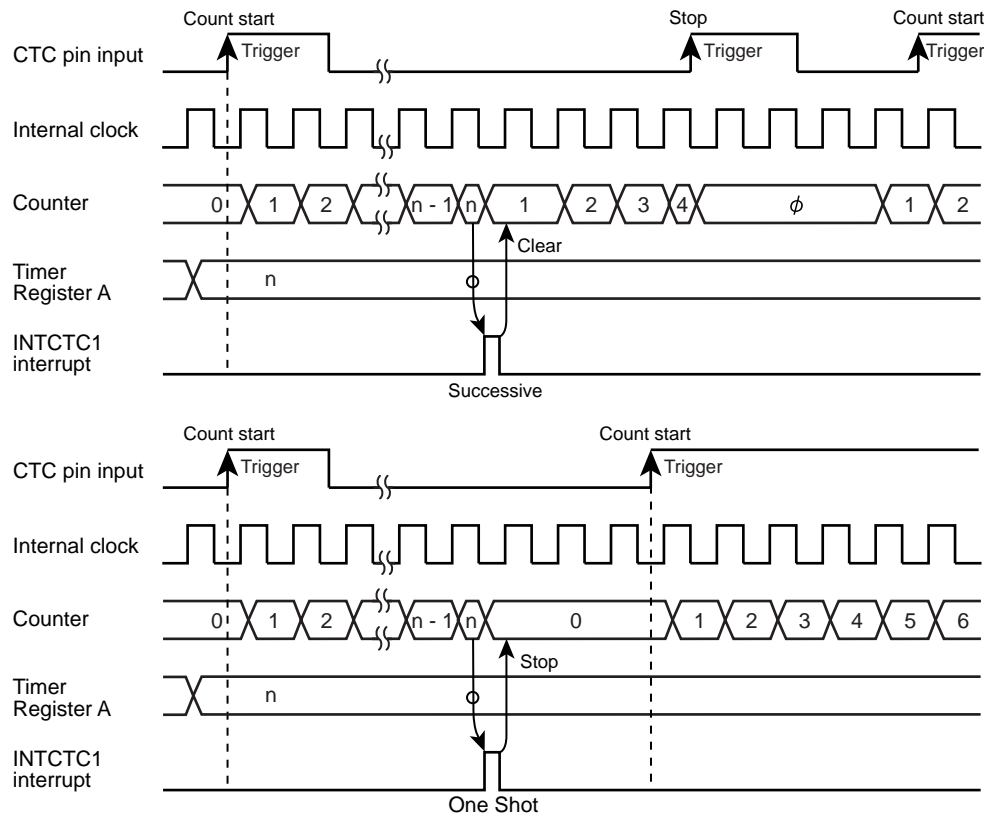 Count start Stop Count start
CTC pin input Trigger Trigger Trigger
Internal clock
Counter 0 1 2 n - 1 n 1 2 3 4 ϕ 1 2
Clear
Timer
Register A n
INTCTC1
interrupt
Successive
Count start Count start
CTC pin input Trigger Trigger
Internal clock
Counter 0 1 2 n - 1 n 0 1 2 3 4 5 6
Stop
Timer
Register A n
INTCTC1
interrupt
One Shot